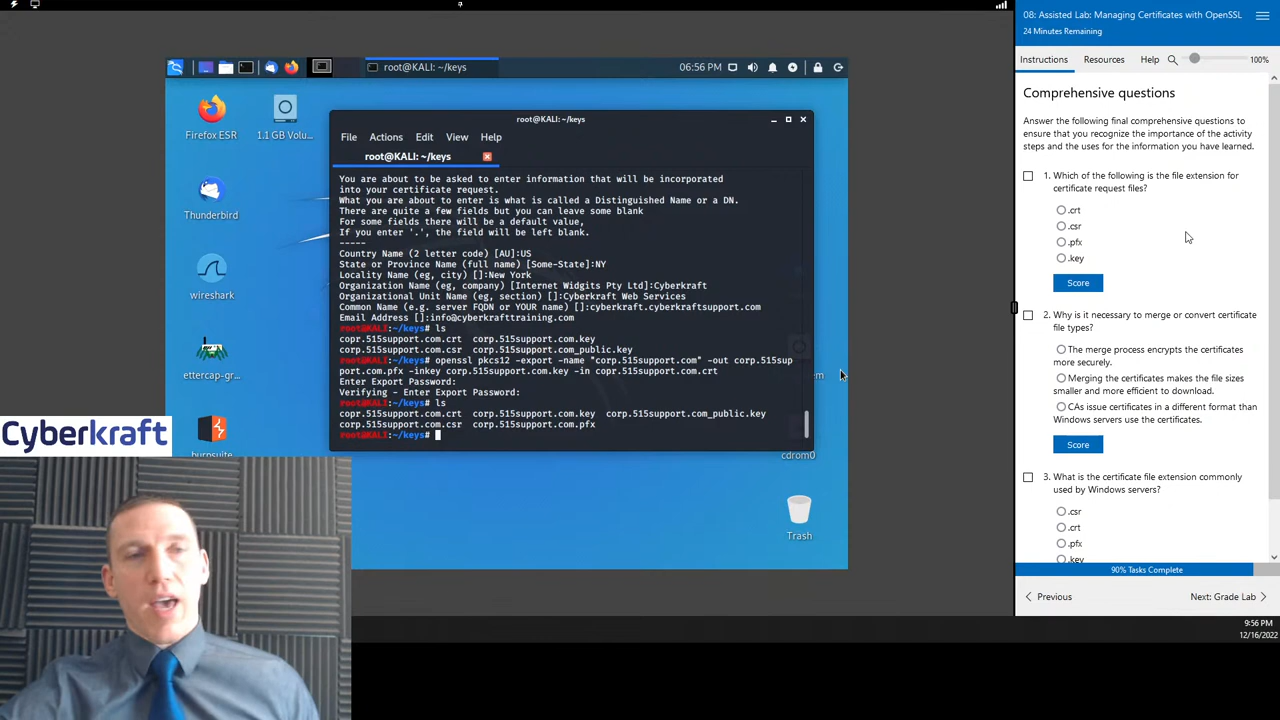 08: Assisted Lab: Managing Certificates with OpenSSL
24 Minutes Remaining
Instructions
Resources
Help
100%
root@KALI: ~/keys
06:56 PM
Firefox ESR
1.1 GB Volu...
Thunderbird
wireshark
ettercap-gr...
burpsuite
cdrom0
Trash
root@KALI: ~/keys
File Actions Edit View Help
root@KALI: ~/keys
You are about to be asked to enter information that will be incorporated
into your certificate request.
What you are about to enter is what is called a Distinguished Name or a DN.
There are quite a few fields but you can leave some blank
For some fields there will be a default value,
If you enter '.', the field will be left blank.
-----
Country Name (2 letter code) [AU]:US
State or Province Name (full name) [Some-State]:NY
Locality Name (eg, city) []:New York
Organization Name (eg, company) [Internet Widgits Pty Ltd]:Cyberkraft
Organizational Unit Name (eg, section) []:Cyberkraft Web Services
Common Name (e.g. server FQDN or YOUR name) []:cyberkraft.cyberkraftsupport.com
Email Address []:info@cyberkrafttraining.com
root@KALI:~/keys# ls
copr.515support.com.crt corp.515support.com.key
corp.515support.com.csr corp.515support.com_public.key
root@KALI:~/keys# openssl pkcs12 -export -name "corp.515support.com" -out corp.515su
pport.com.pfx -inkey corp.515support.com.key -in copr.515support.com.crt
Enter Export Password:
Verifying - Enter Export Password:
root@KALI:~/keys# ls
copr.515support.com.crt corp.515support.com.key corp.515support.com_public.key
corp.515support.com.csr corp.515support.com.pfx
root@KALI:~/keys#
Cyberkraft
Comprehensive questions
Answer the following final comprehensive questions to
ensure that you recognize the importance of the activity
steps and the uses for the information you have learned.
1. Which of the following is the file extension for
certificate request files?
.crt
.csr
.pfx
.key
Score
2. Why is it necessary to merge or convert certificate
file types?
The merge process encrypts the certificates
more securely.
Merging the certificates makes the file sizes
smaller and more efficient to download.
CAs issue certificates in a different format than
Windows servers use the certificates.
Score
3. What is the certificate file extension commonly
used by Windows servers?
.csr
.crt
.pfx
.key
90% Tasks Complete
Previous
Next: Grade Lab
9:56 PM
12/16/2022